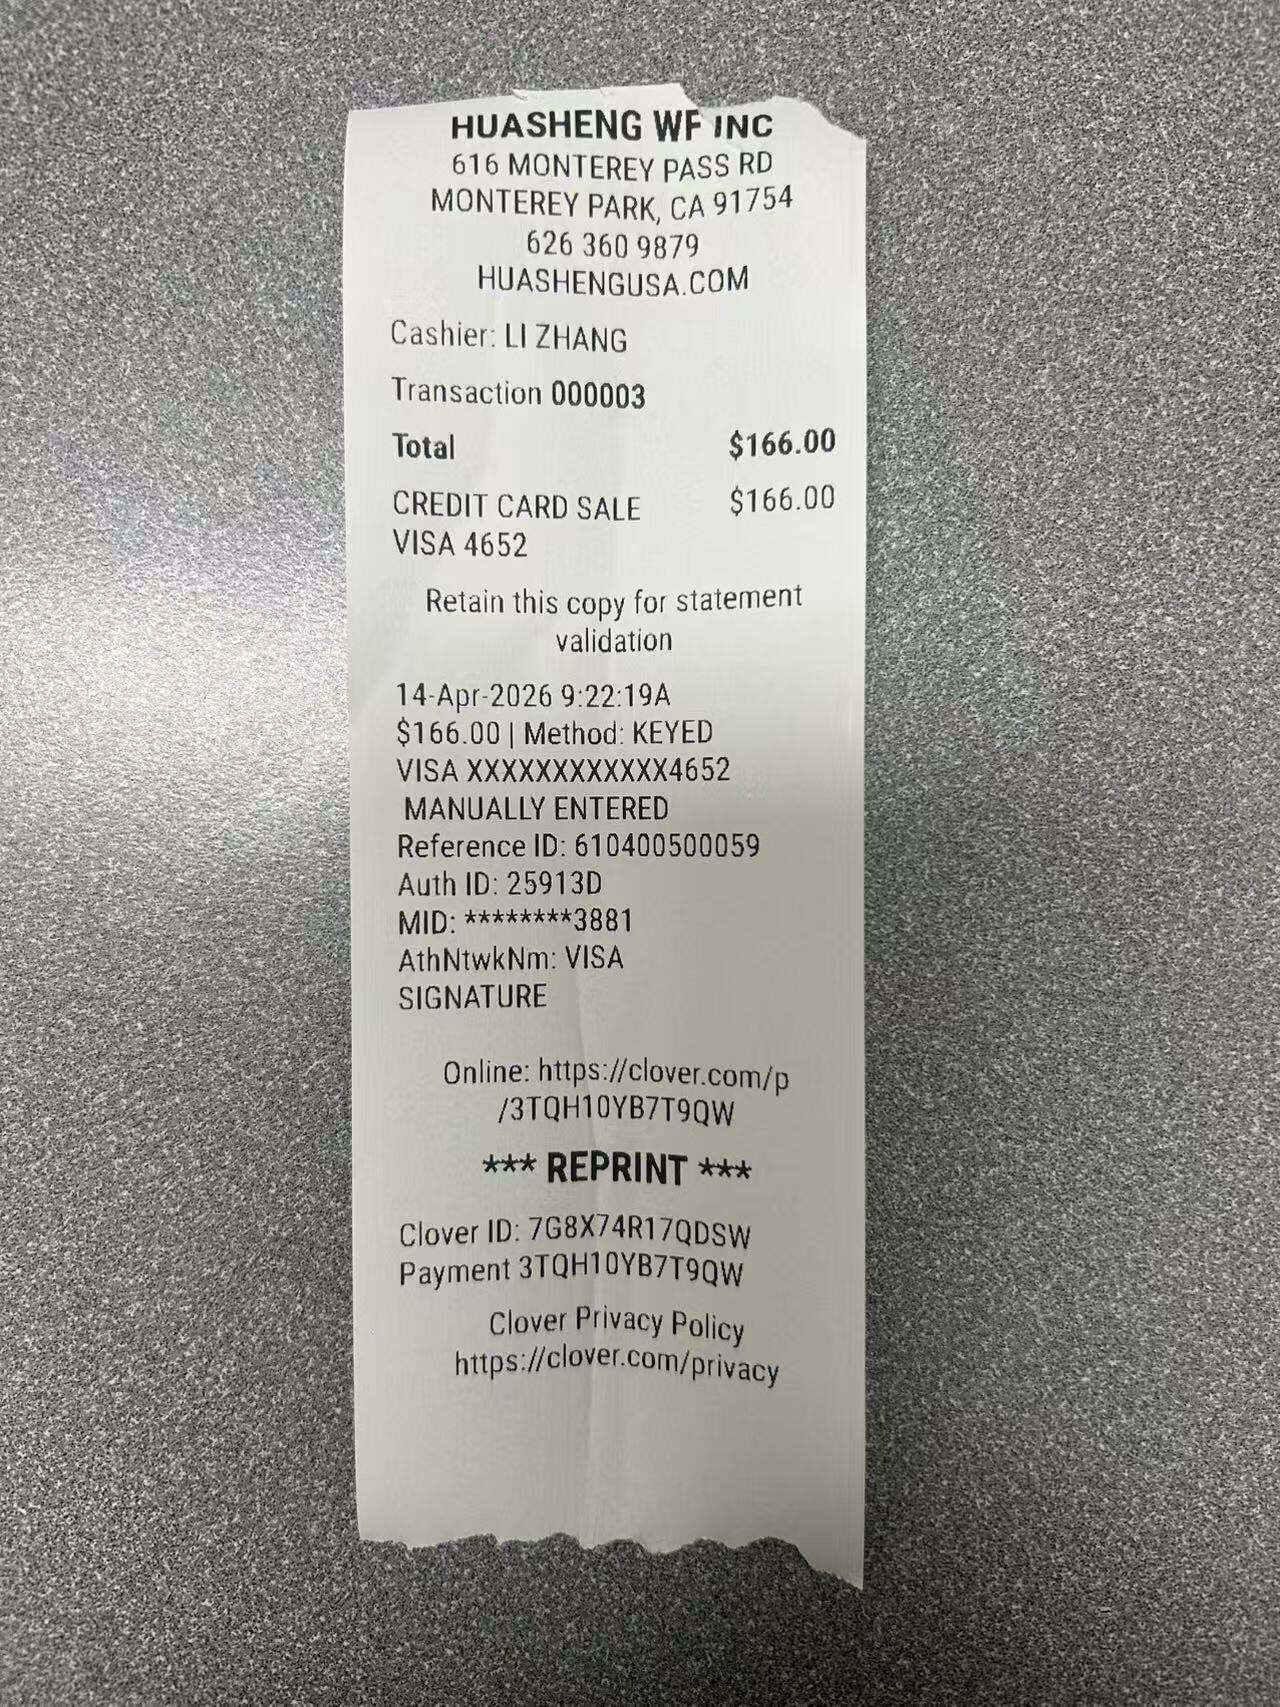 HUASHENG WF INC
616 MONTEREY PASS RD
MONTEREY PARK, CA 91754
626 360 9879
HUASHENGUSA.COM
Cashier: LI ZHANG
Transaction 000003
Total $166.00
CREDIT CARD SALE $166.00
VISA 4652
Retain this copy for statement
validation
14-Apr-2026 9:22:19A
$166.00 | Method: KEYED
VISA XXXXXXXXXXXX4652
MANUALLY ENTERED
Reference ID: 610400500059
Auth ID: 25913D
MID: ********3881
AthNtwkNm: VISA
SIGNATURE
Online: https://clover.com/p
/3TQH10YB7T9QW
*** REPRINT ***
Clover ID: 7G8X74R17QDSW
Payment 3TQH10YB7T9QW
Clover Privacy Policy
https://clover.com/privacy